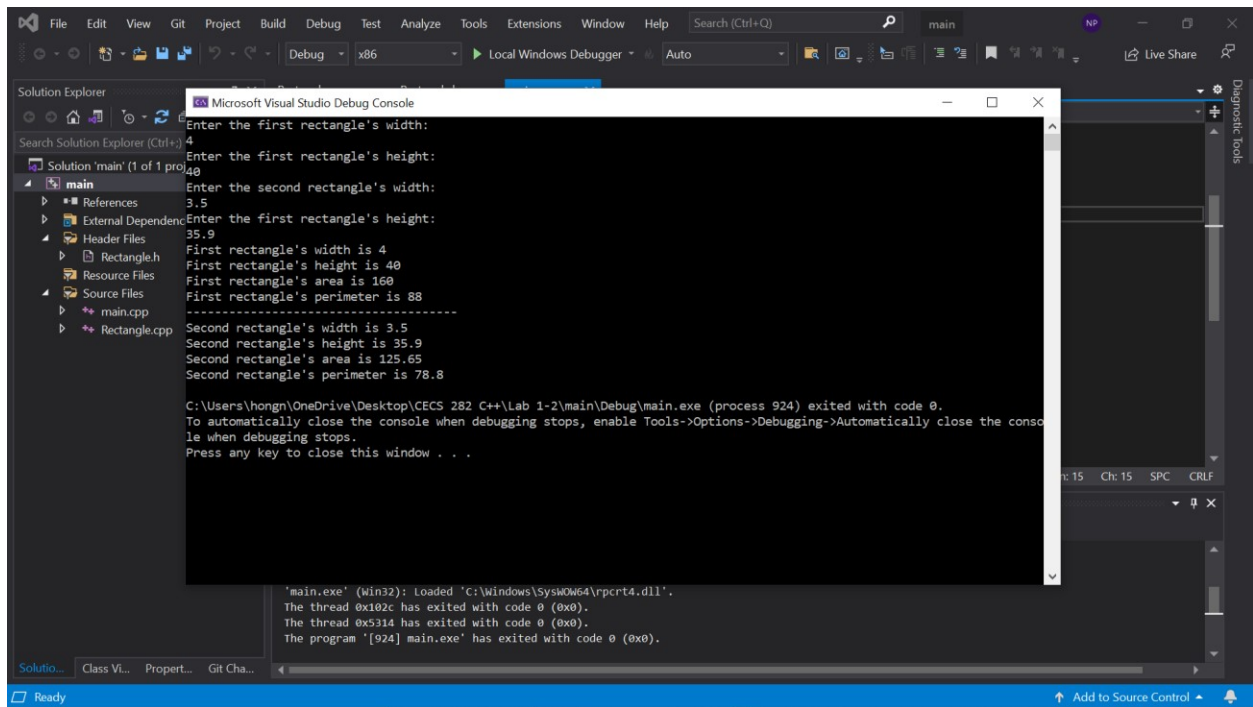 File Edit View Git Project Build Debug Test Analyze Tools Extensions Window Help Search (Ctrl+Q) main NP
Debug x86 Local Windows Debugger Auto Live Share
Solution Explorer
Diagnostic Tools
Search Solution Explorer (Ctrl+;)
Solution 'main' (1 of 1 proj
main
References
External Dependenc
Header Files
Rectangle.h
Resource Files
Source Files
main.cpp
Rectangle.cpp
Microsoft Visual Studio Debug Console
Enter the first rectangle's width:
4
Enter the first rectangle's height:
40
Enter the second rectangle's width:
3.5
Enter the first rectangle's height:
35.9
First rectangle's width is 4
First rectangle's height is 40
First rectangle's area is 160
First rectangle's perimeter is 88
--------------------------------------
Second rectangle's width is 3.5
Second rectangle's height is 35.9
Second rectangle's area is 125.65
Second rectangle's perimeter is 78.8
C:\Users\hongn\OneDrive\Desktop\CECS 282 C++\Lab 1-2\main\Debug\main.exe (process 924) exited with code 0.
To automatically close the console when debugging stops, enable Tools->Options->Debugging->Automatically close the conso
le when debugging stops.
Press any key to close this window . . .
n: 15 Ch: 15 SPC CRLF
'main.exe' (Win32): Loaded 'C:\Windows\SysWOW64\rpcrt4.dll'.
The thread 0x102c has exited with code 0 (0x0).
The thread 0x5314 has exited with code 0 (0x0).
The program '[924] main.exe' has exited with code 0 (0x0).
Solutio... Class Vi... Propert... Git Cha...
Ready Add to Source Control